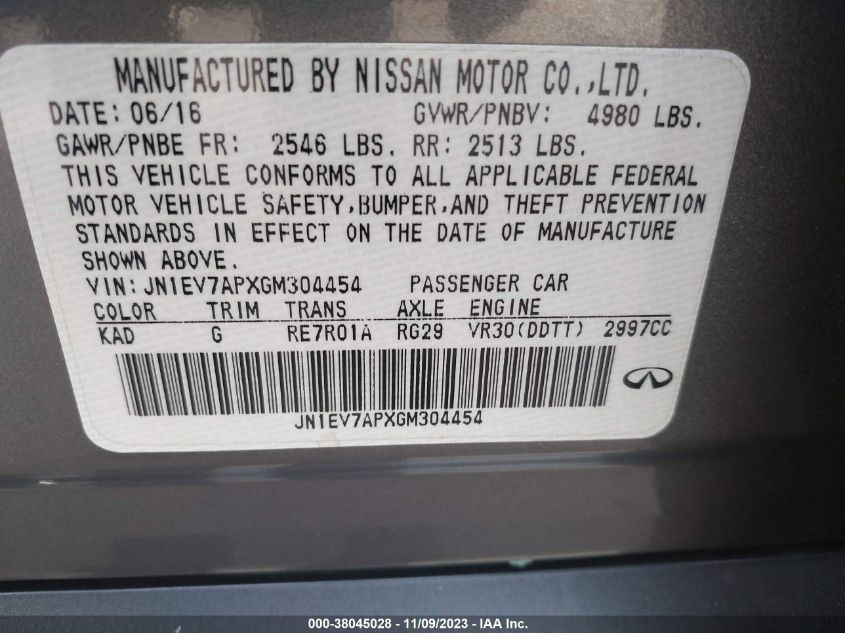 MANUFACTURED BY NISSAN MOTOR CO.,LTD.
DATE: 06/16 GVWR/PNBV: 4980 LBS.
GAWR/PNBE FR: 2546 LBS. RR: 2513 LBS.
THIS VEHICLE CONFORMS TO ALL APPLICABLE FEDERAL
MOTOR VEHICLE SAFETY,BUMPER,AND THEFT PREVENTION
STANDARDS IN EFFECT ON THE DATE OF MANUFACTURE
SHOWN ABOVE.
VIN: JN1EV7APXGM304454 PASSENGER CAR
COLOR TRIM TRANS AXLE ENGINE
KAD G RE7R01A RG29 VR30(DDTT) 2997CC
JN1EV7APXGM304454
000-38045028 - 11/09/2023 - IAA Inc.